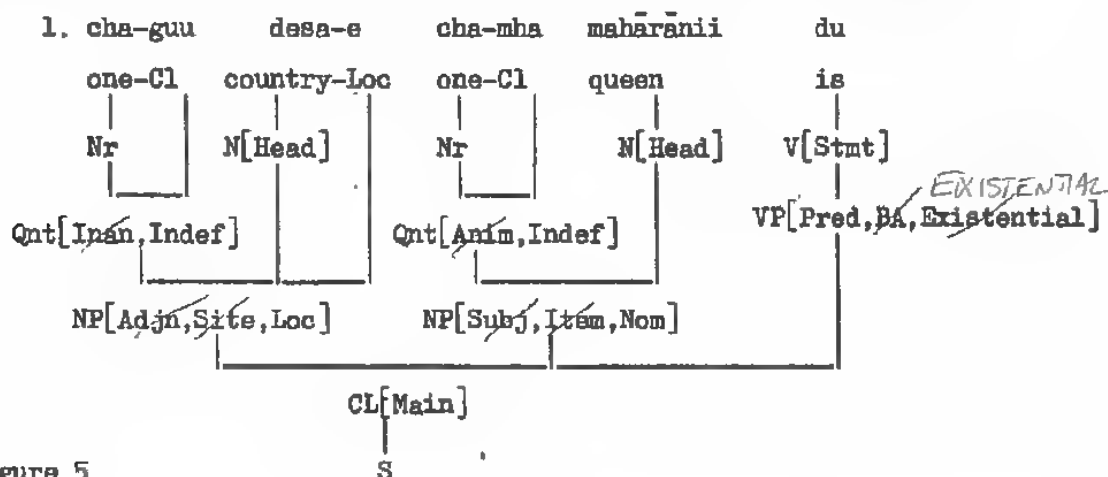 1. cha-guu desa-e cha-mha mahārānii du
one-Cl country-Loc one-Cl queen is
Nr N[Head] Nr N[Head] V[Stmt]
EXISTENTIAL
Qnt[Inan,Indef] Qnt[Anim,Indef] VP[Pred,BA,Existential]
NP[Adjn,Site,Loc] NP[Subj,Item,Nom]
CL[Main]
gure 5 S